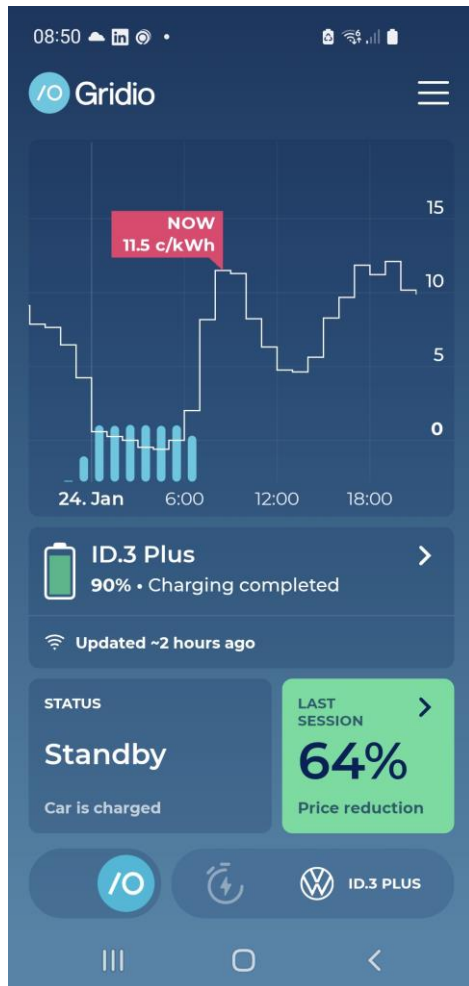 08:50
in
/O Gridio
15
NOW
11.5 c/kWh
10
5
0
24. Jan 6:00 12:00 18:00
ID.3 Plus
90% • Charging completed
Updated ~2 hours ago
STATUS
Standby
Car is charged
LAST
SESSION
64%
Price reduction
/O
ID.3 PLUS